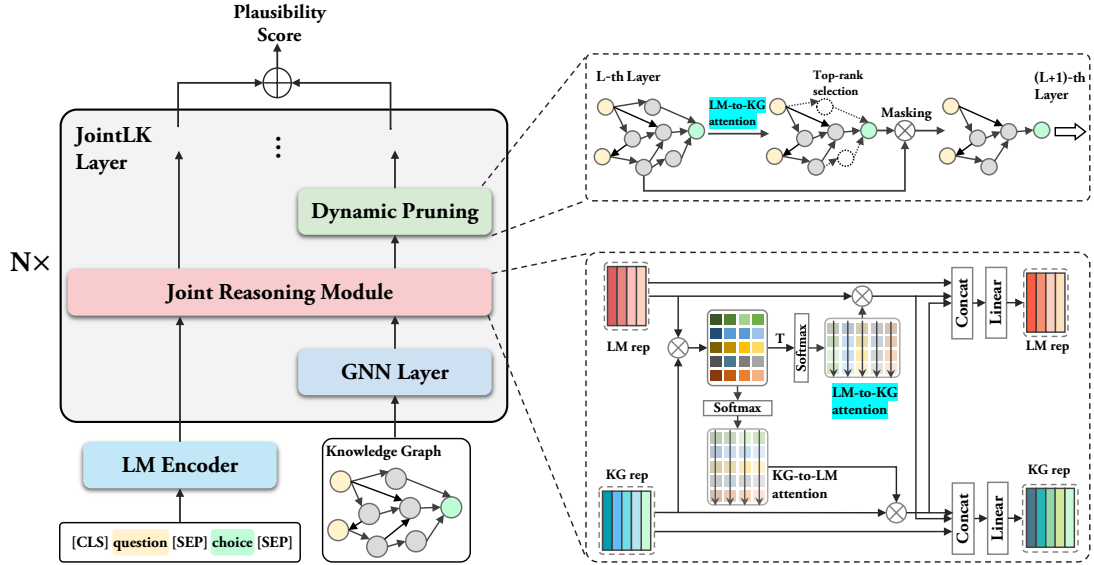 Plausibility
Score
JointLK
Layer
...
Dynamic Pruning
N×
Joint Reasoning Module
GNN Layer
LM Encoder
Knowledge Graph
[CLS] question [SEP] choice [SEP]
L-th Layer
LM-to-KG
attention
Top-rank
selection
Masking
(L+1)-th
Layer
LM rep
T
Softmax
LM-to-KG
attention
Softmax
KG-to-LM
attention
KG rep
Concat
Linear
LM rep
KG rep
Concat
Linear